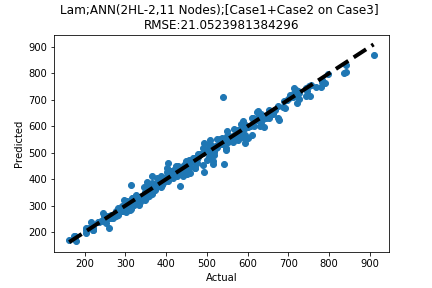 Lam;ANN(2HL-2,11 Nodes);[Case1+Case2 on Case3]
RMSE:21.0523981384296
900
800
700
600
500
400
300
200
Predicted
200 300 400 500 600 700 800 900
Actual